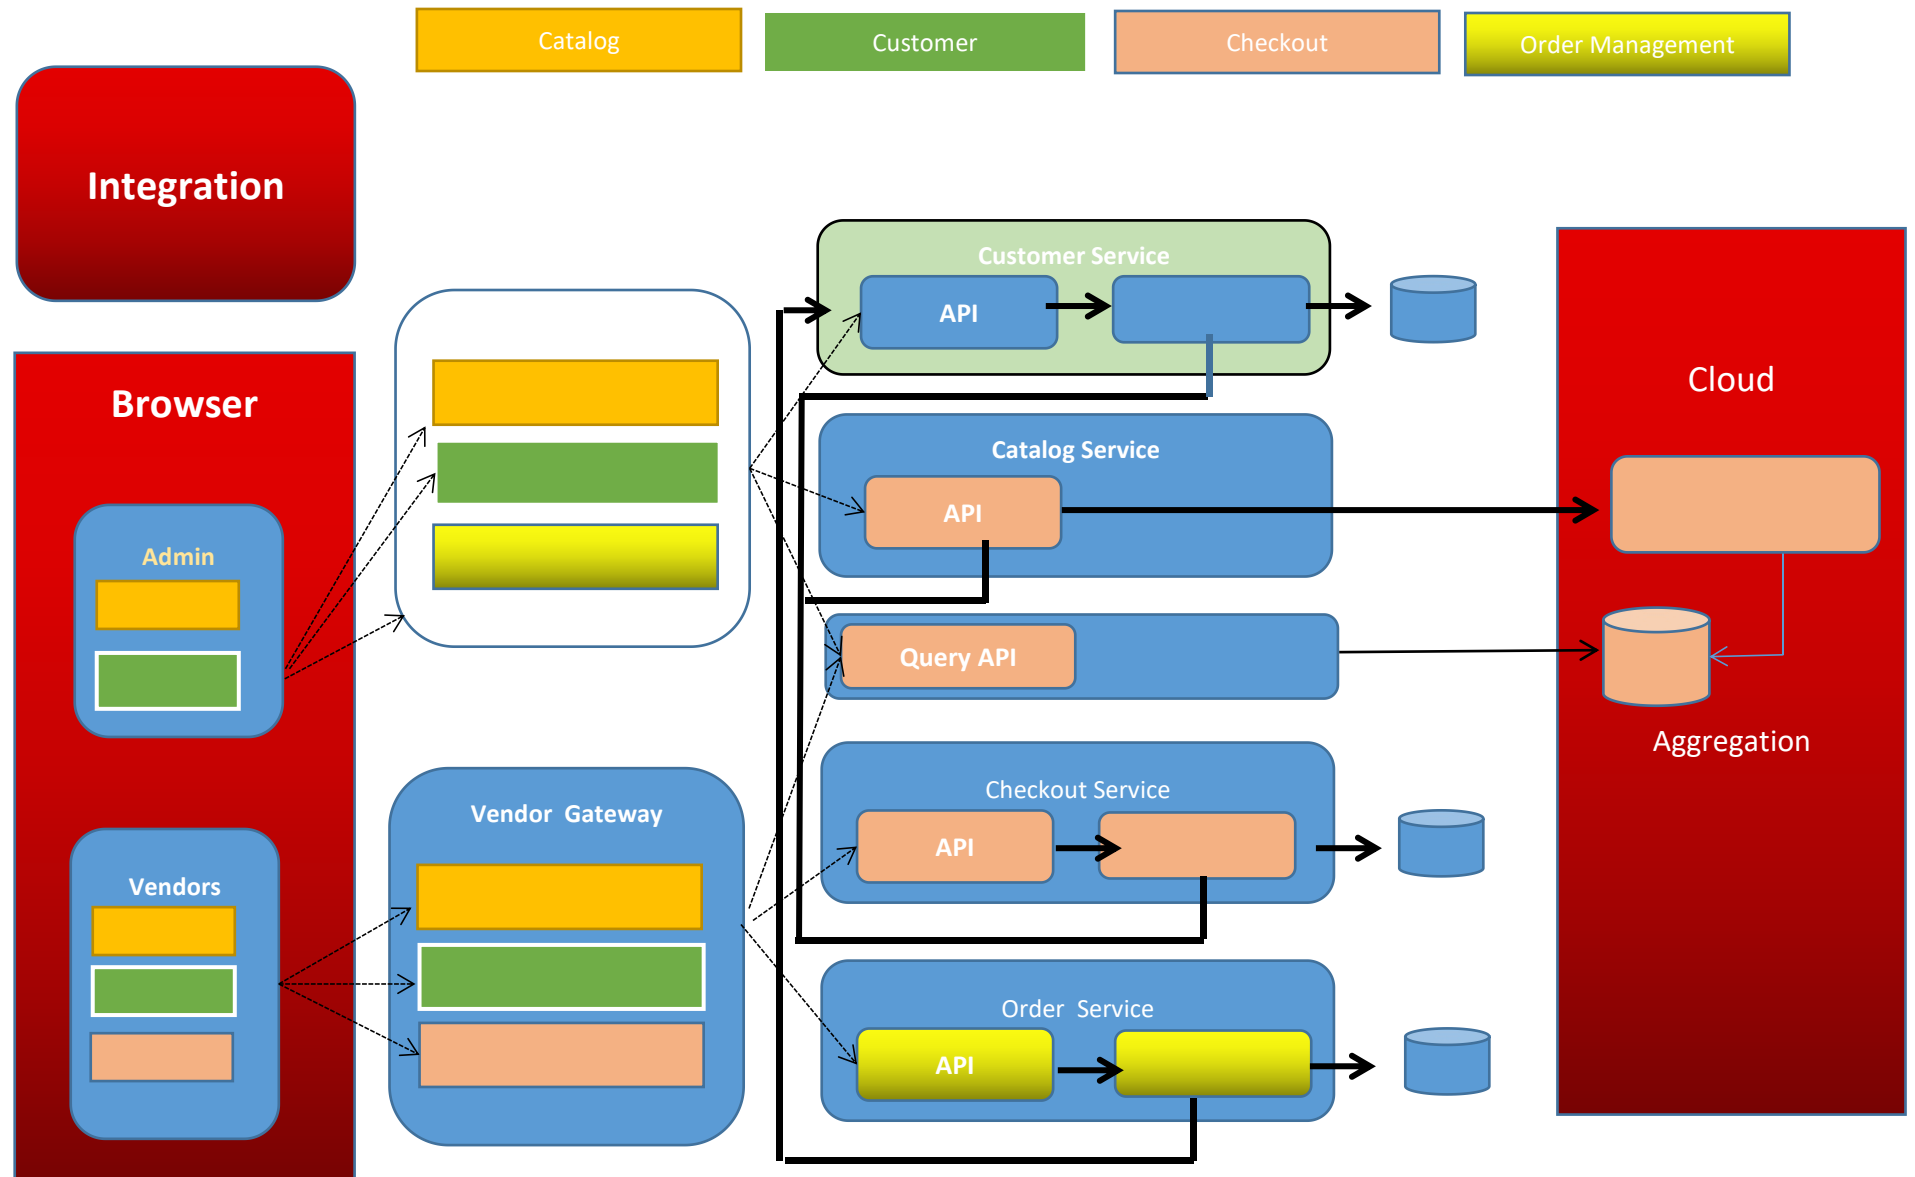 Catalog
Customer
Checkout
Order Management
Integration
Browser
Admin
Vendors
Vendor  Gateway
Customer Service
API
Catalog Service
API
Query API
Checkout Service
API
Order  Service
API
Cloud
Aggregation